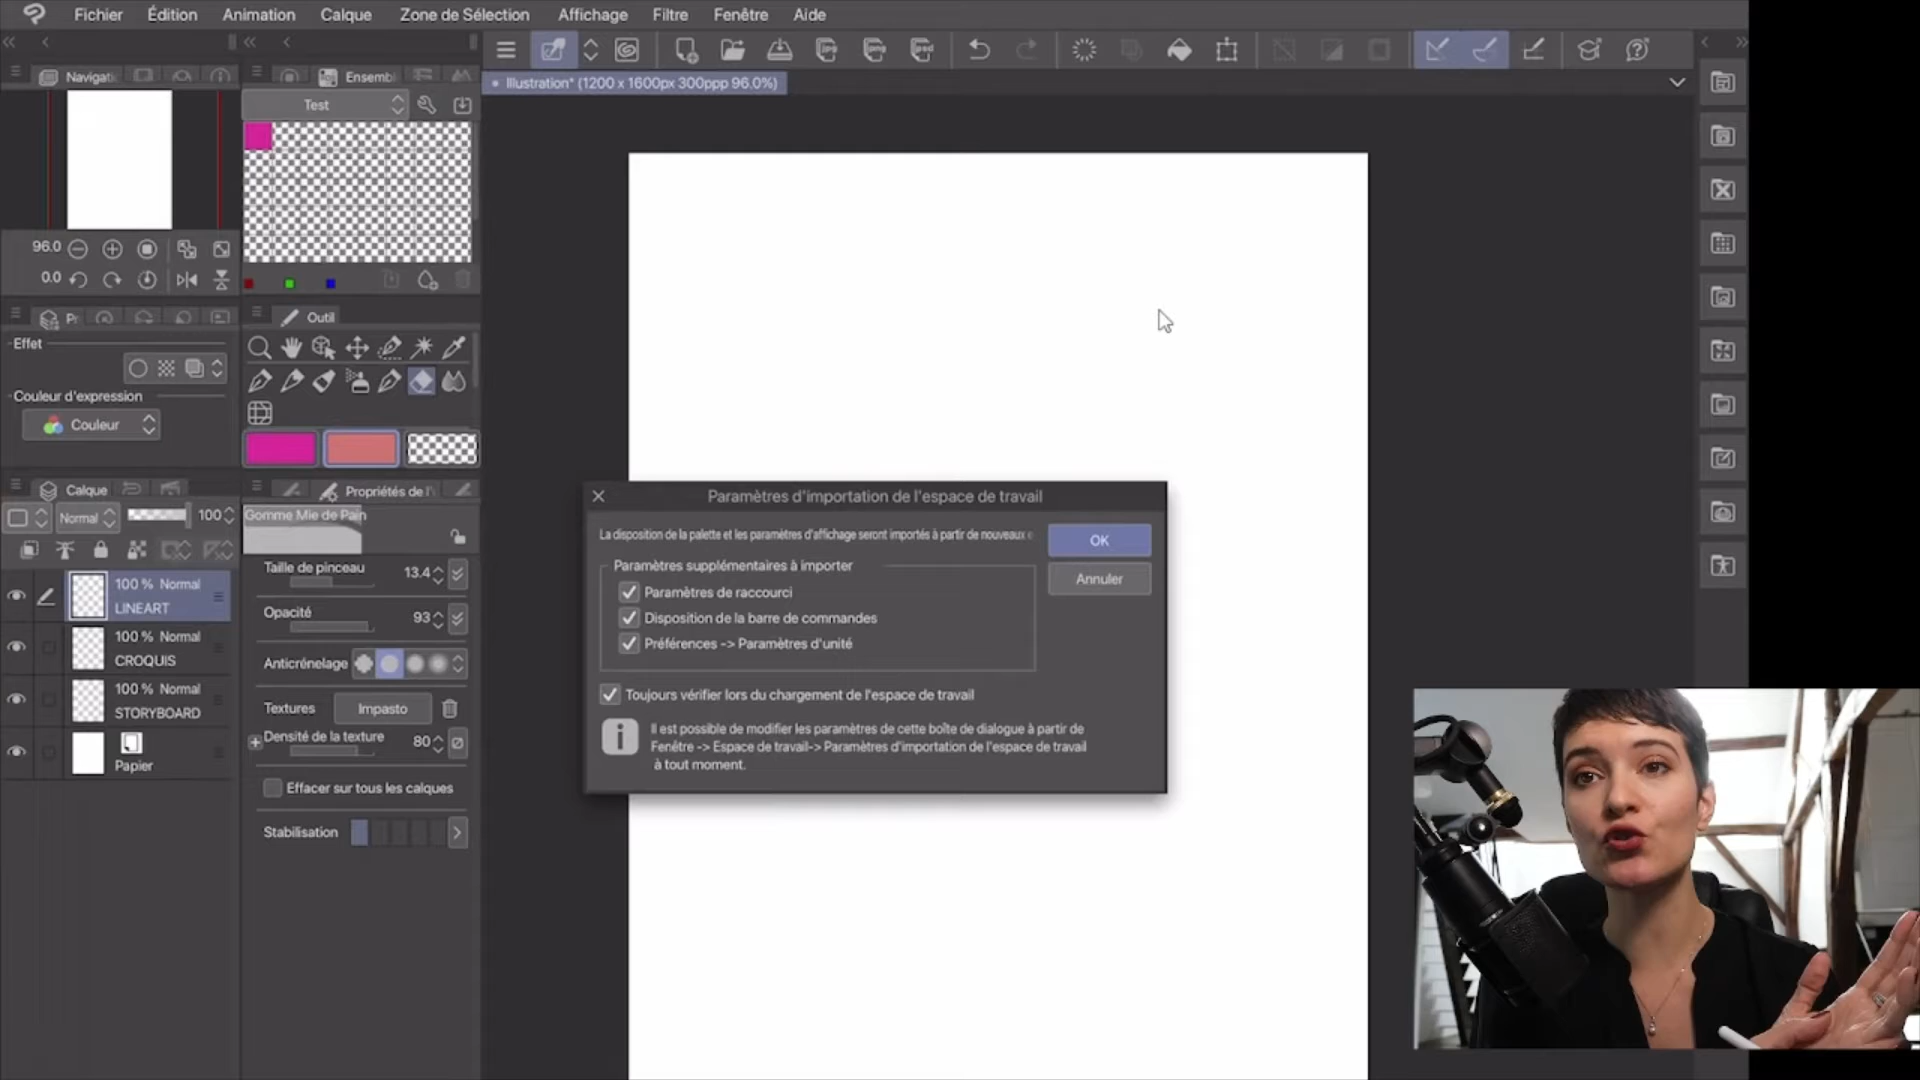 Fichier Édition Animation Calque Zone de Sélection Affichage Filtre Fenêtre Aide
Navigati
Ensembl
Illustration* (1200 x 1600px 300ppp 96.0%)
Test
96.0
0.0
Outil
Effet
Couleur d'expression
Couleur
Calque
Normal
100
100 % Normal
LINEART
100 % Normal
CROQUIS
100 % Normal
STORYBOARD
Papier
Propriétés de l'
Gomme Mie de Pain
Taille de pinceau 13.4
Opacité 93
Anticrénelage
Textures Impasto
Densité de la texture 80
Effacer sur tous les calques
Stabilisation
Paramètres d'importation de l'espace de travail
La disposition de la palette et les paramètres d'affichage seront importés à partir de nouveaux e
OK
Annuler
Paramètres supplémentaires à importer
Paramètres de raccourci
Disposition de la barre de commandes
Préférences -> Paramètres d'unité
Toujours vérifier lors du chargement de l'espace de travail
Il est possible de modifier les paramètres de cette boîte de dialogue à partir de
Fenêtre -> Espace de travail-> Paramètres d'importation de l'espace de travail
à tout moment.